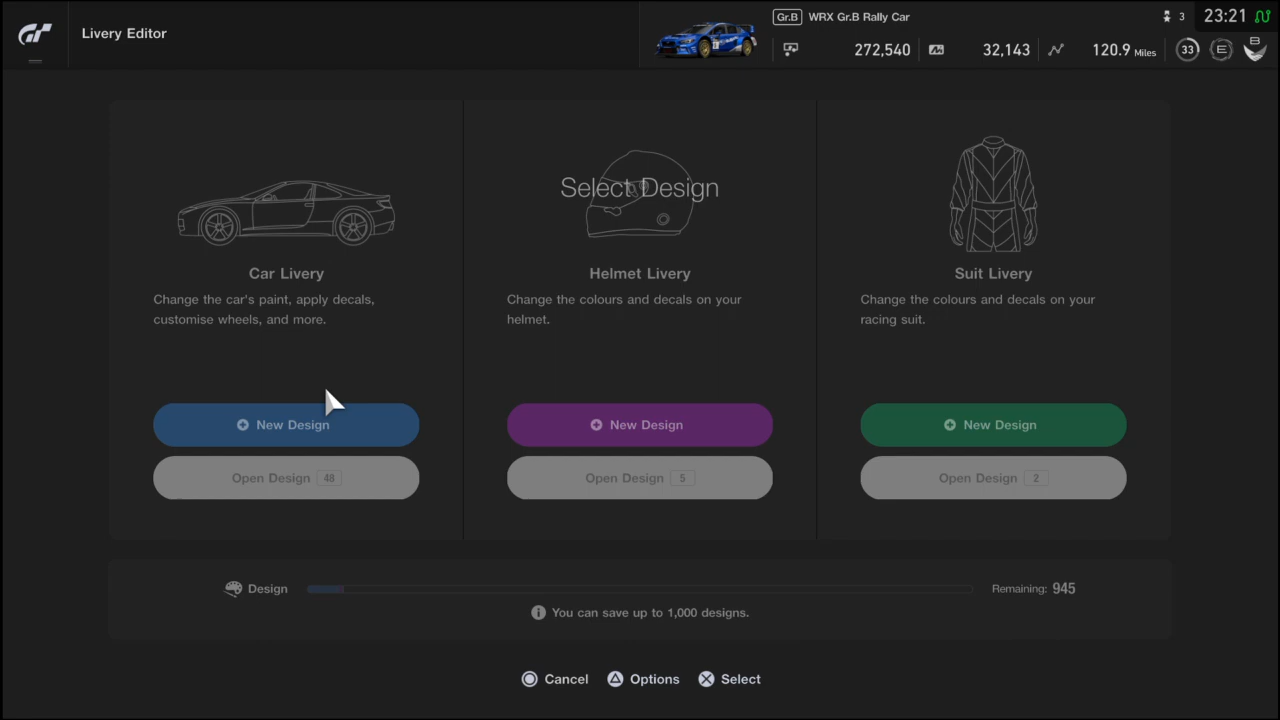 Livery Editor
Gr.B WRX Gr.B Rally Car
3
23:21
272,540
32,143
120.9 Miles
33
E
B
Select Design
Car Livery
Change the car's paint, apply decals,
customise wheels, and more.
New Design
Open Design 48
Helmet Livery
Change the colours and decals on your
helmet.
New Design
Open Design 5
Suit Livery
Change the colours and decals on your
racing suit.
New Design
Open Design 2
Design
Remaining: 945
You can save up to 1,000 designs.
Cancel Options Select